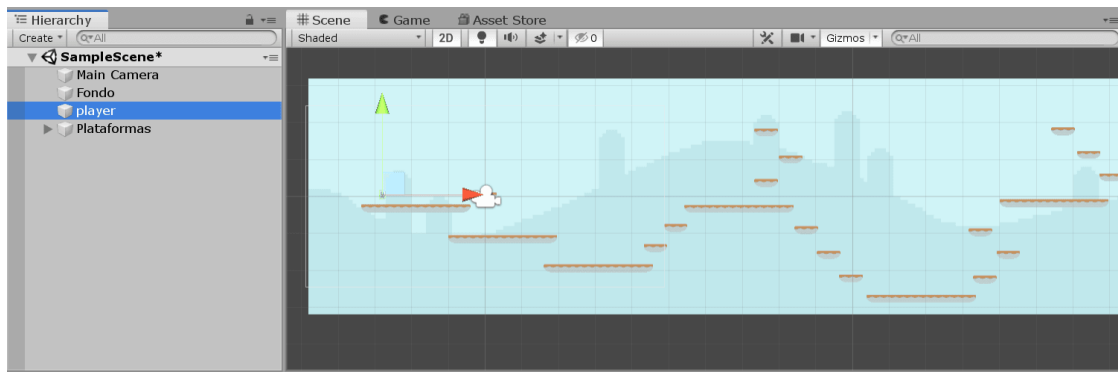 Hierarchy
Create
All
SampleScene*
Main Camera
Fondo
player
Plataformas
Scene Game Asset Store
Shaded 2D 0 Gizmos All